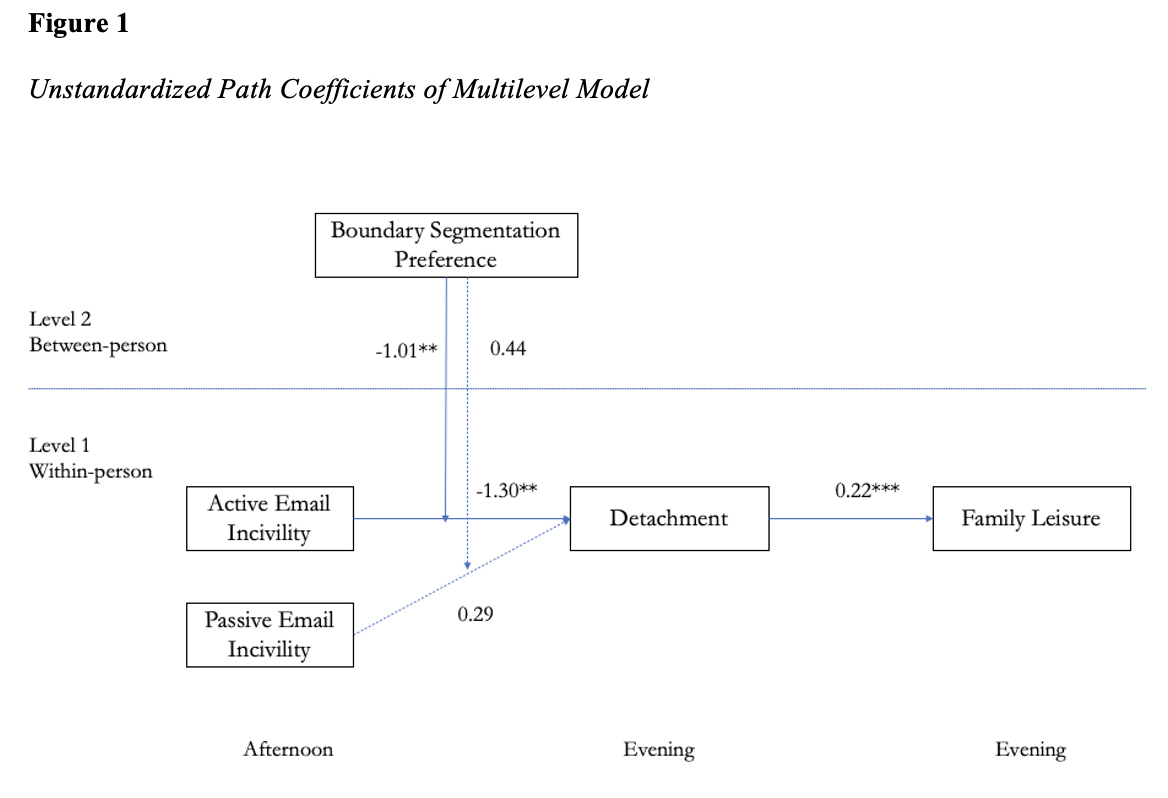 Figure 1
Unstandardized Path Coefficients of Multilevel Model
Boundary Segmentation
Preference
Level 2
Between-person
-1.01**
0.44
Level 1
Within-person
Active Email
Incivility
-1.30**
Detachment
0.22***
Family Leisure
Passive Email
Incivility
0.29
Afternoon
Evening
Evening